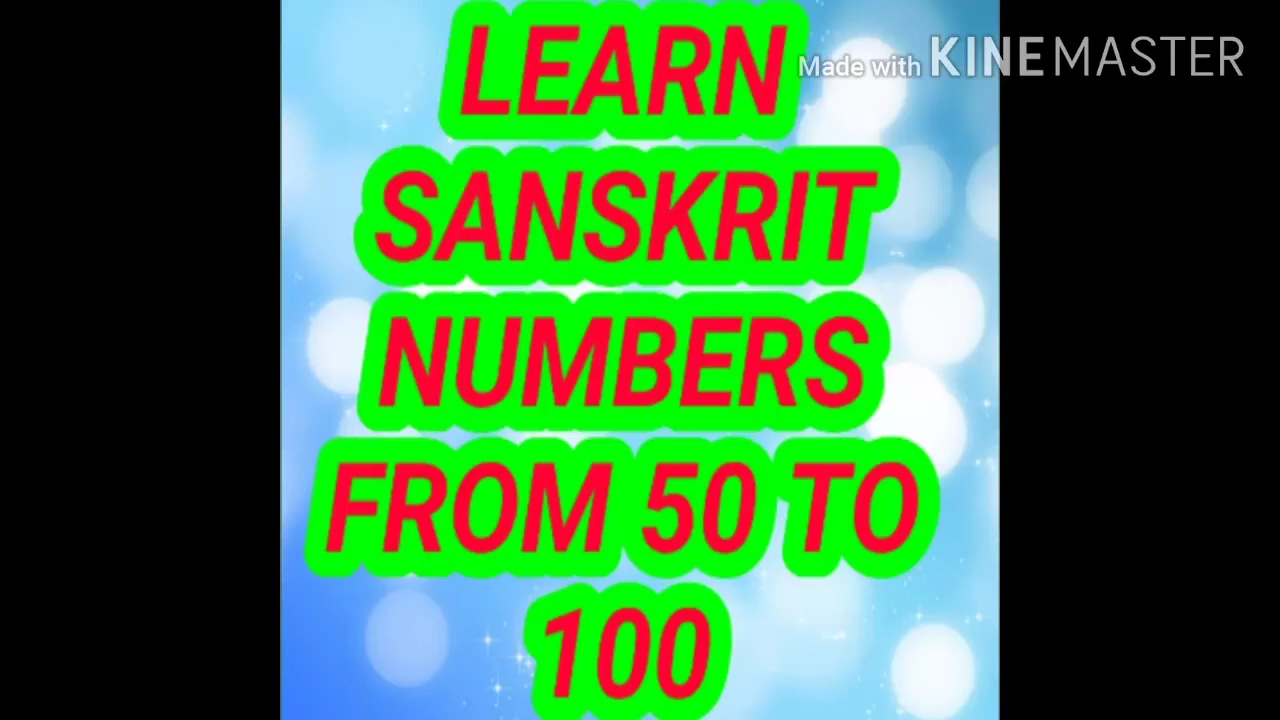 LEARN
Made with KINEMASTER
SANSKRIT
NUMBERS
FROM 50 TO
100